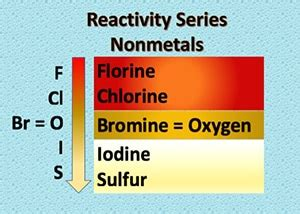 Reactivity Series
Nonmetals
F
Cl
Br = O
I
S
Florine
Chlorine
Bromine = Oxygen
Iodine
Sulfur